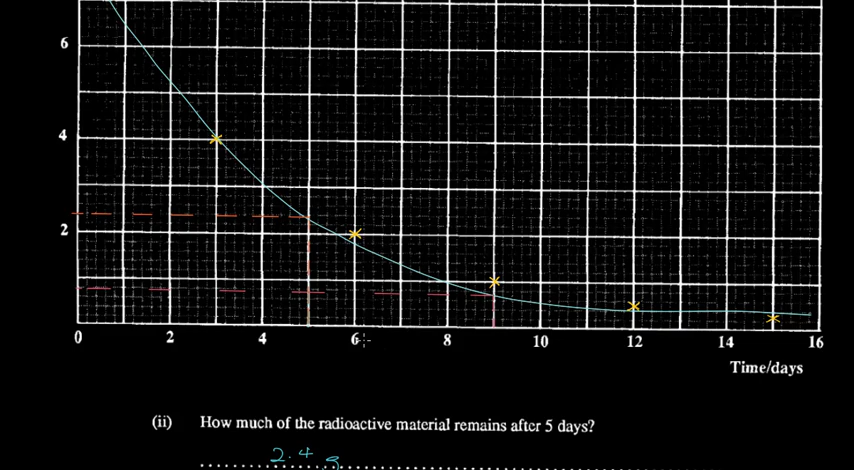 6
4
2
0 2 4 6 8 10 12 14 16
Time/days
(ii) How much of the radioactive material remains after 5 days?
2.4 g